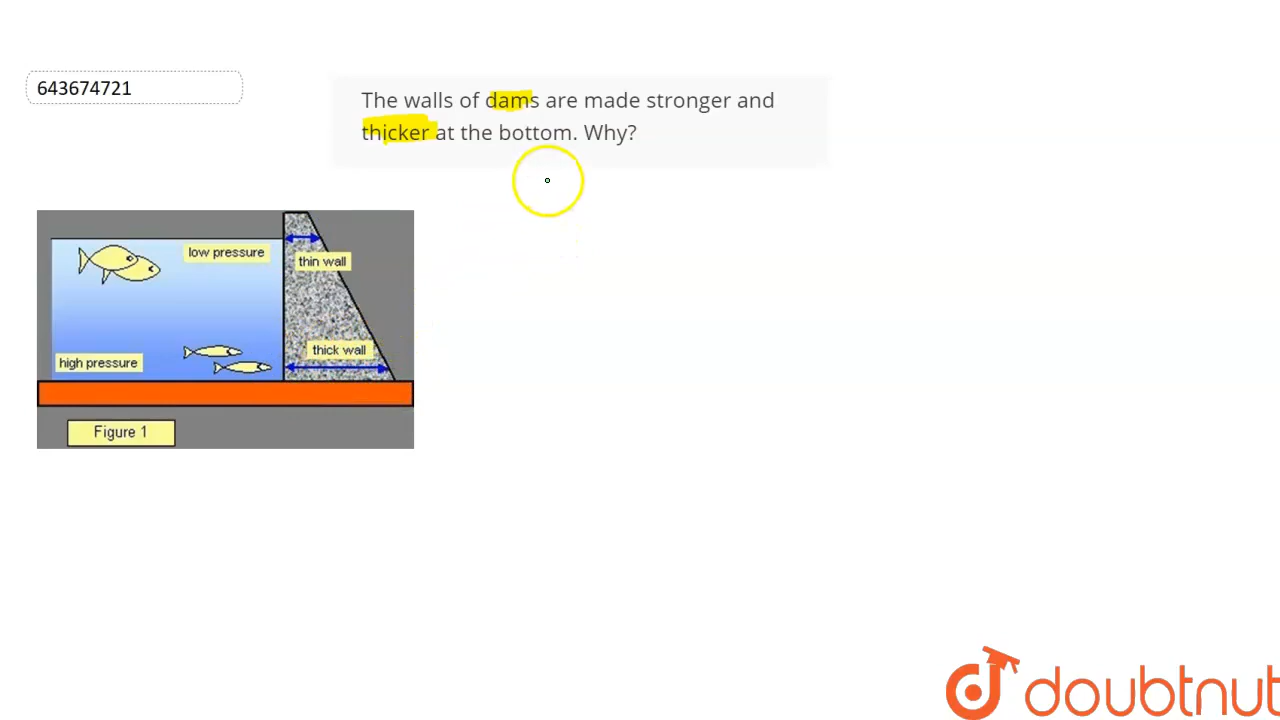 643674721
The walls of dams are made stronger and
thicker at the bottom. Why?
low pressure
thin wall
thick wall
high pressure
Figure 1
doubtnut